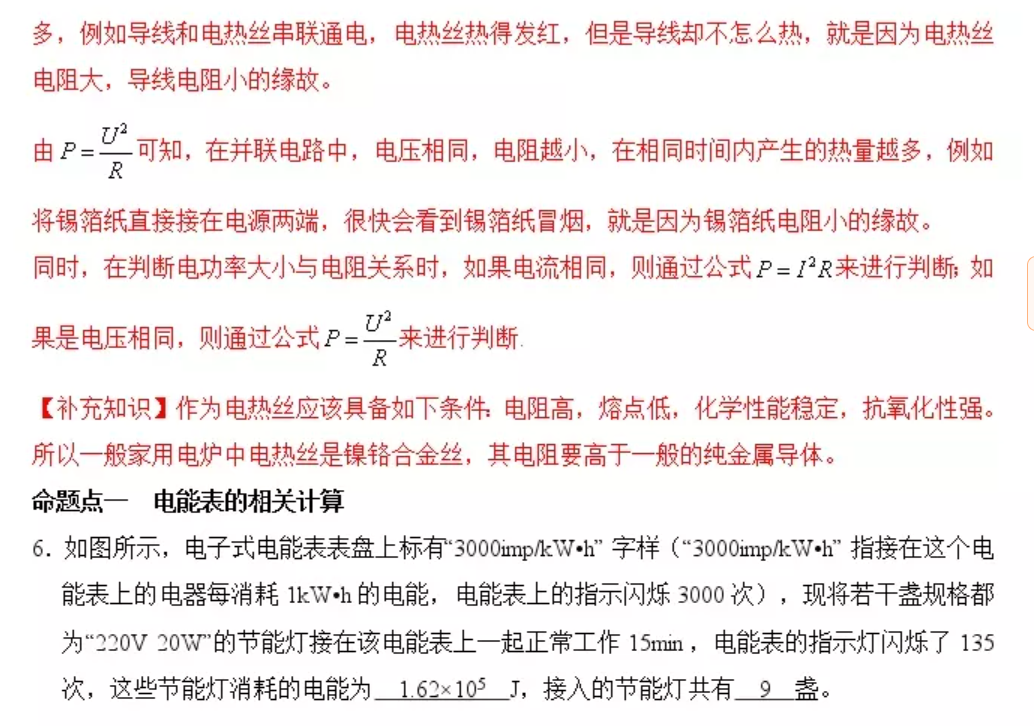 多，例如导线和电热丝串联通电，电热丝热得发红，但是导线却不怎么热，就是因为电热丝
电阻大，导线电阻小的缘故。
由 P=U²/R 可知，在并联电路中，电压相同，电阻越小，在相同时间内产生的热量越多，例如
将锡箔纸直接接在电源两端，很快会看到锡箔纸冒烟，就是因为锡箔纸电阻小的缘故。
同时，在判断电功率大小与电阻关系时，如果电流相同，则通过公式 P=I²R 来进行判断；如
果是电压相同，则通过公式 P=U²/R 来进行判断.
【补充知识】作为电热丝应该具备如下条件：电阻高，熔点低，化学性能稳定，抗氧化性强。
所以一般家用电炉中电热丝是镍铬合金丝，其电阻要高于一般的纯金属导体。
命题点一 电能表的相关计算
6. 如图所示，电子式电能表表盘上标有“3000imp/kW•h” 字样（“3000imp/kW•h” 指接在这个电
能表上的电器每消耗 1kW•h 的电能，电能表上的指示闪烁 3000 次），现将若干盏规格都
为“220V 20W”的节能灯接在该电能表上一起正常工作 15min ，电能表的指示灯闪烁了 135
次，这些节能灯消耗的电能为 1.62×10⁵ J，接入的节能灯共有 9 盏。